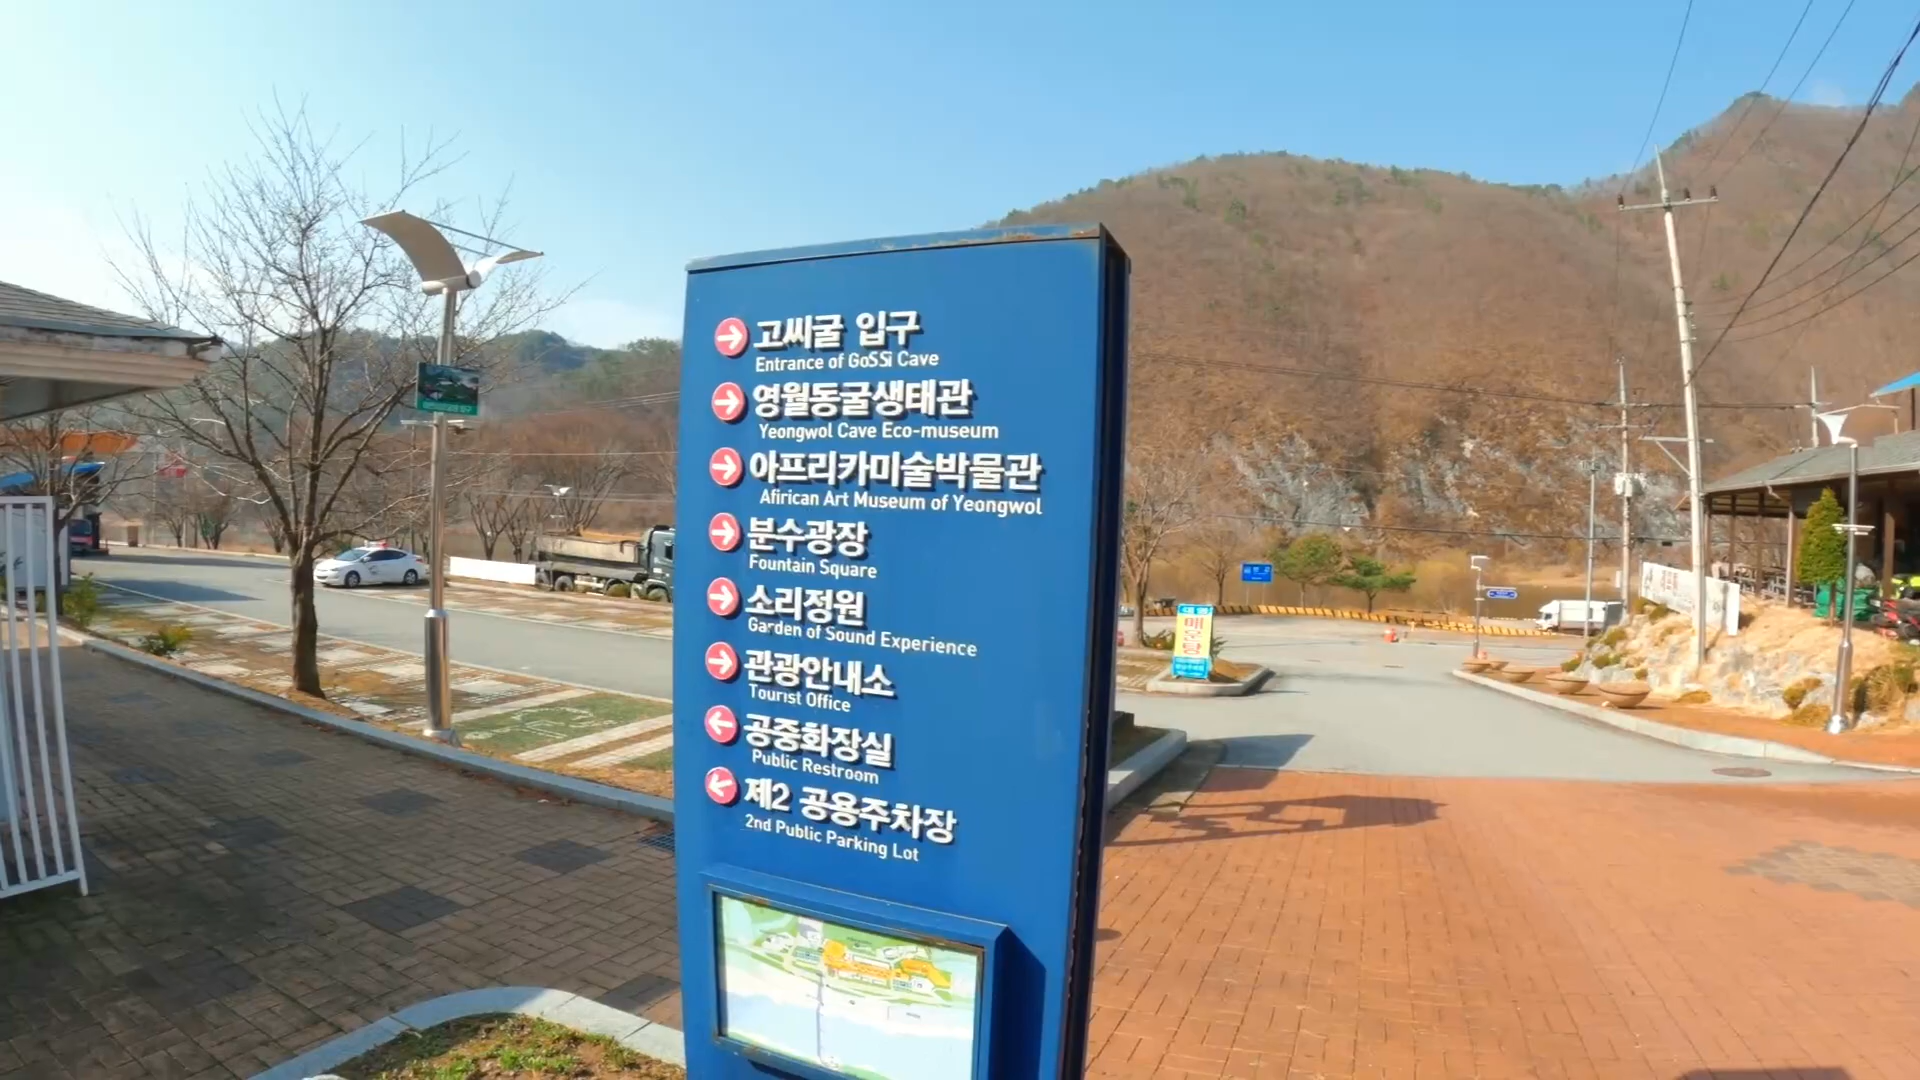 고씨굴 입구
Entrance of GoSSi Cave
영월동굴생태관
Yeongwol Cave Eco-museum
아프리카미술박물관
Afirican Art Museum of Yeongwol
분수광장
Fountain Square
소리정원
Garden of Sound Experience
관광안내소
Tourist Office
공중화장실
Public Restroom
제2 공용주차장
2nd Public Parking Lot
매운탕